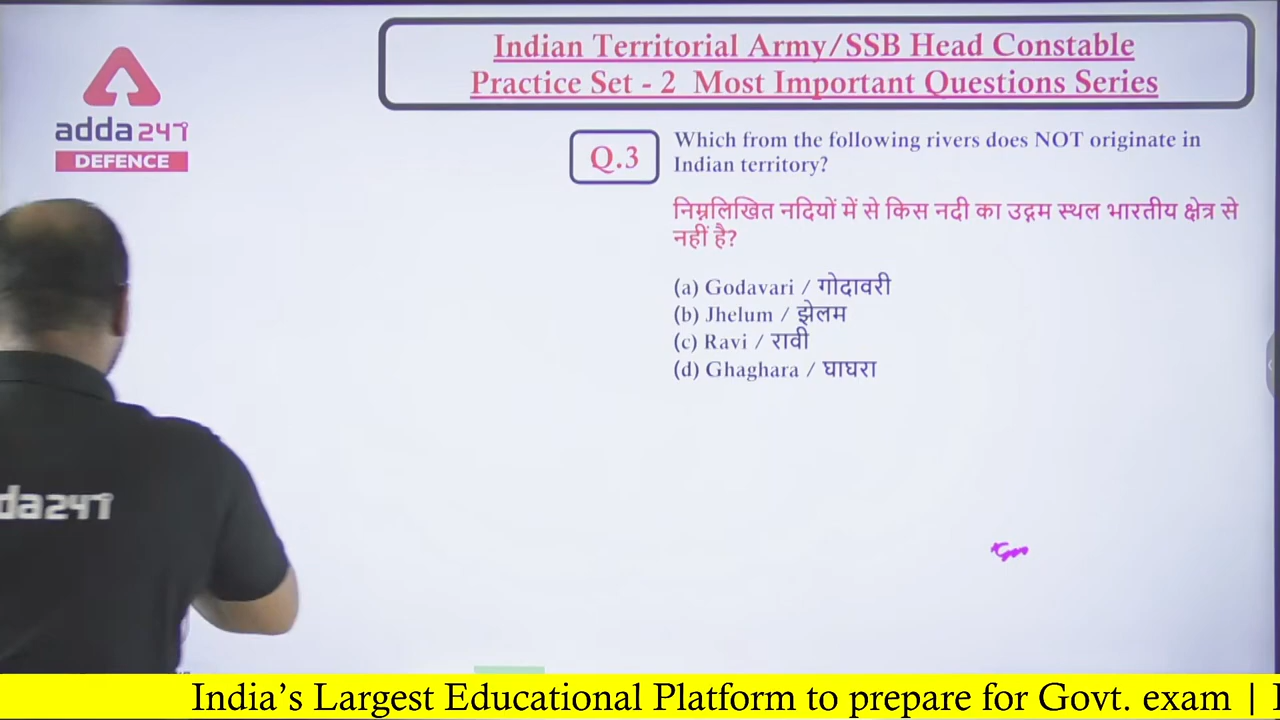 Indian Territorial Army/SSB Head Constable
Practice Set - 2 Most Important Questions Series
adda247
DEFENCE
Q.3
Which from the following rivers does NOT originate in
Indian territory?
निम्नलिखित नदियों में से किस नदी का उद्गम स्थल भारतीय क्षेत्र से
नहीं है?
(a) Godavari / गोदावरी
(b) Jhelum / झेलम
(c) Ravi / रावी
(d) Ghaghara / घाघरा
da247
India's Largest Educational Platform to prepare for Govt. exam |